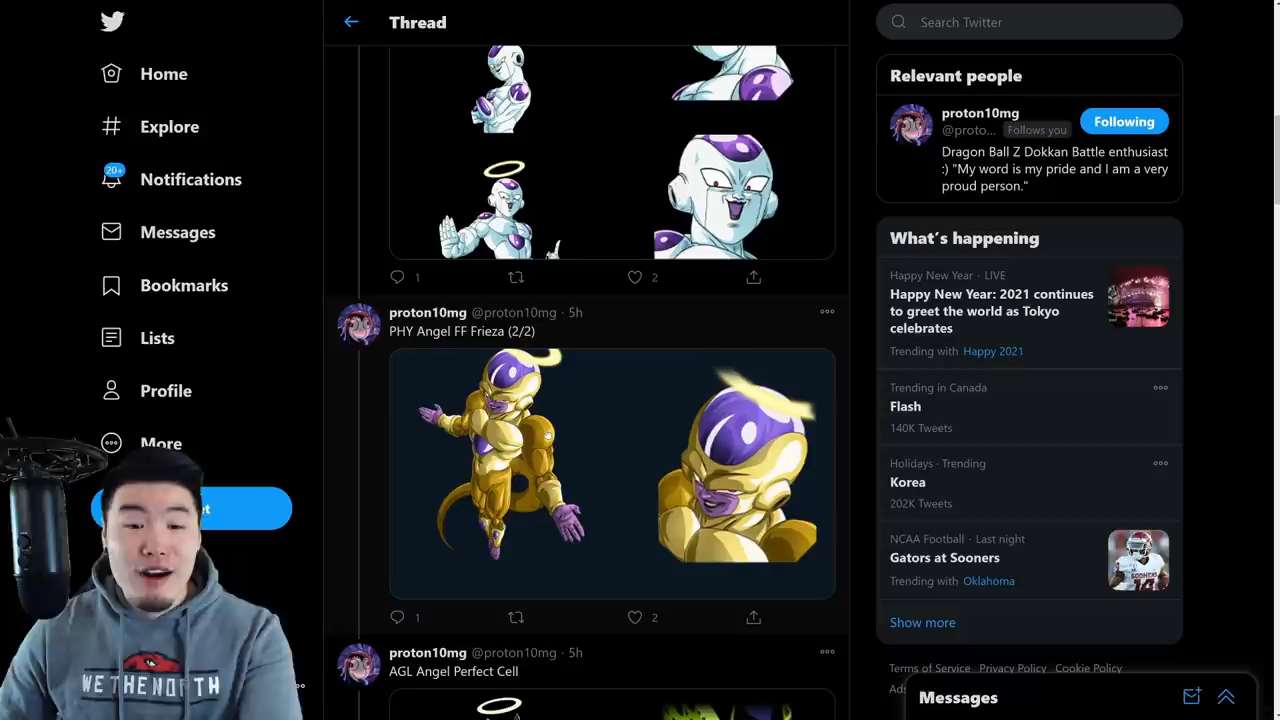 Home
Explore
20+
Notifications
Messages
Bookmarks
Lists
Profile
More
et
WE THE NORTH
Thread
1
2
proton10mg @proton10mg · 5h
PHY Angel FF Frieza (2/2)
1
2
proton10mg @proton10mg · 5h
AGL Angel Perfect Cell
Search Twitter
Relevant people
proton10mg
@proto... Follows you
Following
Dragon Ball Z Dokkan Battle enthusiast
:) "My word is my pride and I am a very
proud person."
What's happening
Happy New Year · LIVE
Happy New Year: 2021 continues
to greet the world as Tokyo
celebrates
Trending with Happy 2021
Trending in Canada
Flash
140K Tweets
Holidays · Trending
Korea
202K Tweets
NCAA Football · Last night
Gators at Sooners
Trending with Oklahoma
Show more
Terms of Service Privacy Policy Cookie Policy
Ads
Messages